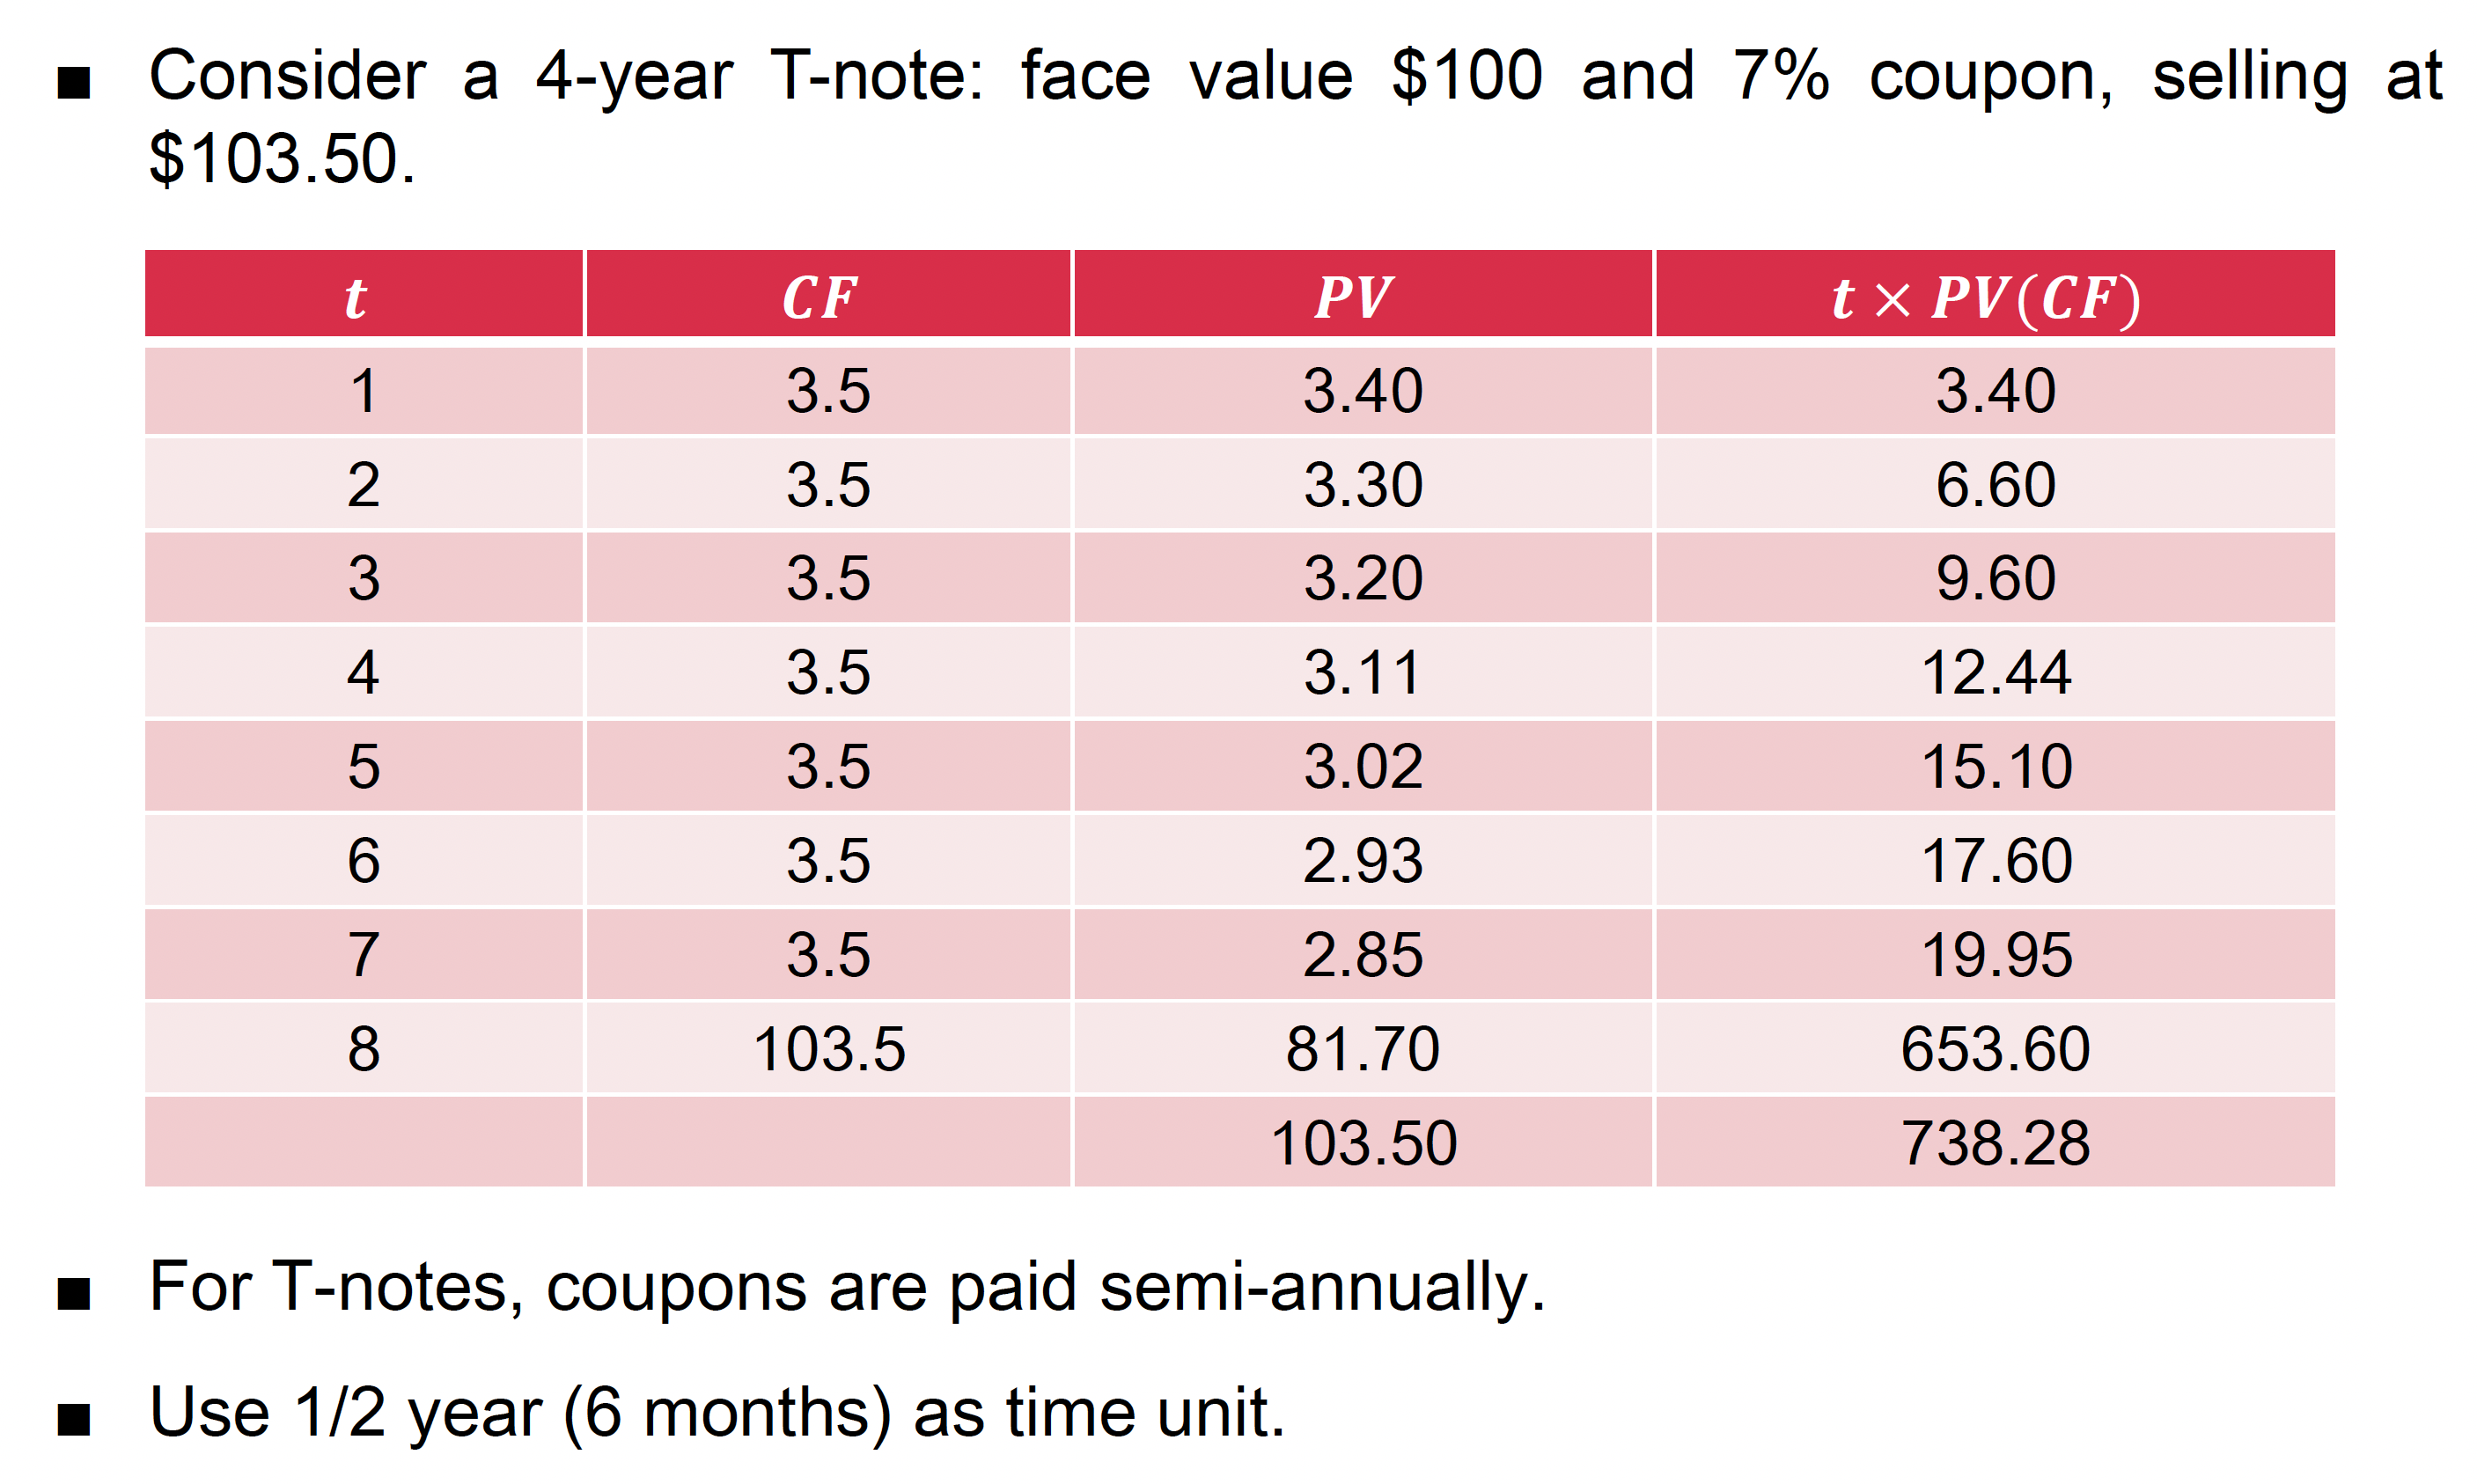 ■ Consider a 4-year T-note: face value $100 and 7% coupon, selling at
$103.50.
t CF PV t × PV(CF)
1 3.5 3.40 3.40
2 3.5 3.30 6.60
3 3.5 3.20 9.60
4 3.5 3.11 12.44
5 3.5 3.02 15.10
6 3.5 2.93 17.60
7 3.5 2.85 19.95
8 103.5 81.70 653.60
103.50 738.28
■ For T-notes, coupons are paid semi-annually.
■ Use 1/2 year (6 months) as time unit.